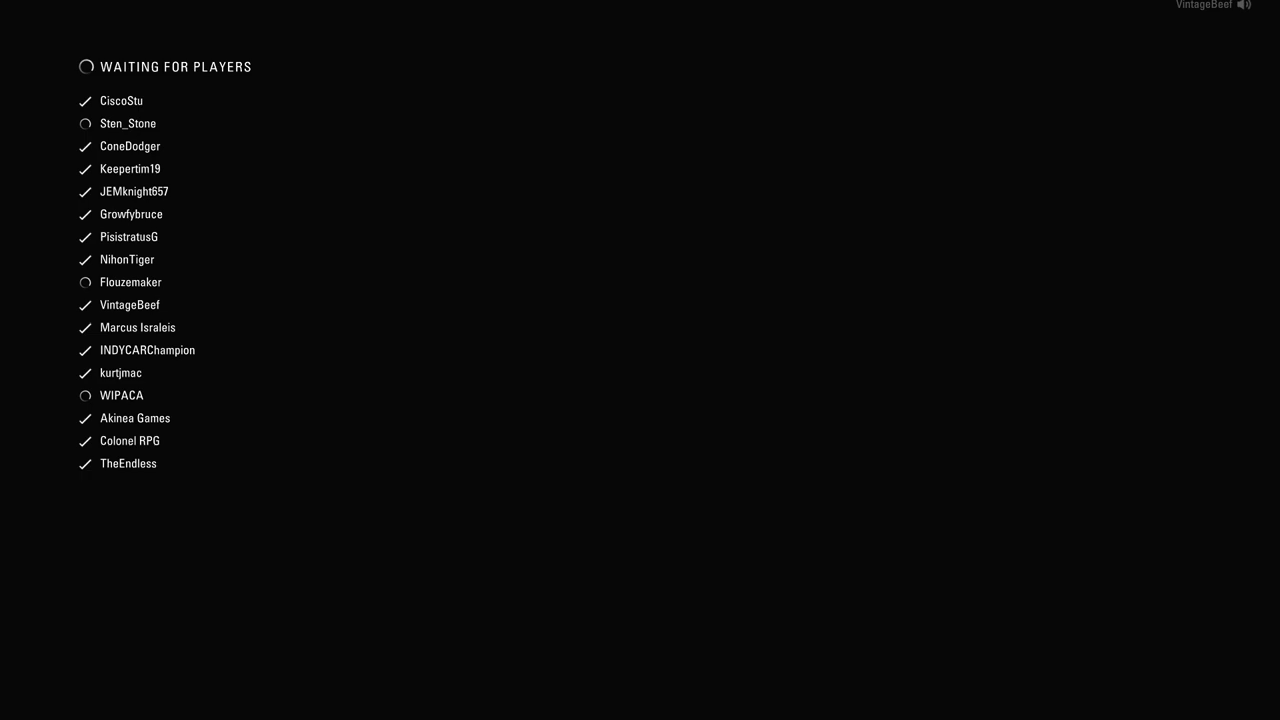 VintageBeef
WAITING FOR PLAYERS
CiscoStu
Sten_Stone
ConeDodger
Keepertim19
JEMknight657
Growfybruce
PisistratusG
NihonTiger
Flouzemaker
VintageBeef
Marcus Israleis
INDYCARChampion
kurtjmac
WIPACA
Akinea Games
Colonel RPG
TheEndless